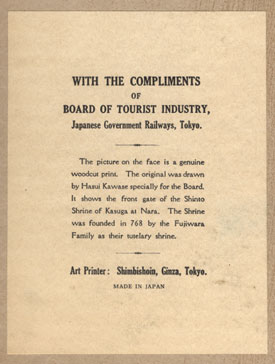 WITH THE COMPLIMENTS
OF
BOARD OF TOURIST INDUSTRY,
Japanese Government Railways, Tokyo.
The picture on the face is a genuine
woodcut print. The original was drawn
by Hasui Kawase specially for the Board.
It shows the front gate of the Shinto
Shrine of Kasuga at Nara. The Shrine
was founded in 768 by the Fujiwara
Family as their tutelary shrine.
Art Printer: Shimbishoin, Ginza, Tokyo.
MADE IN JAPAN